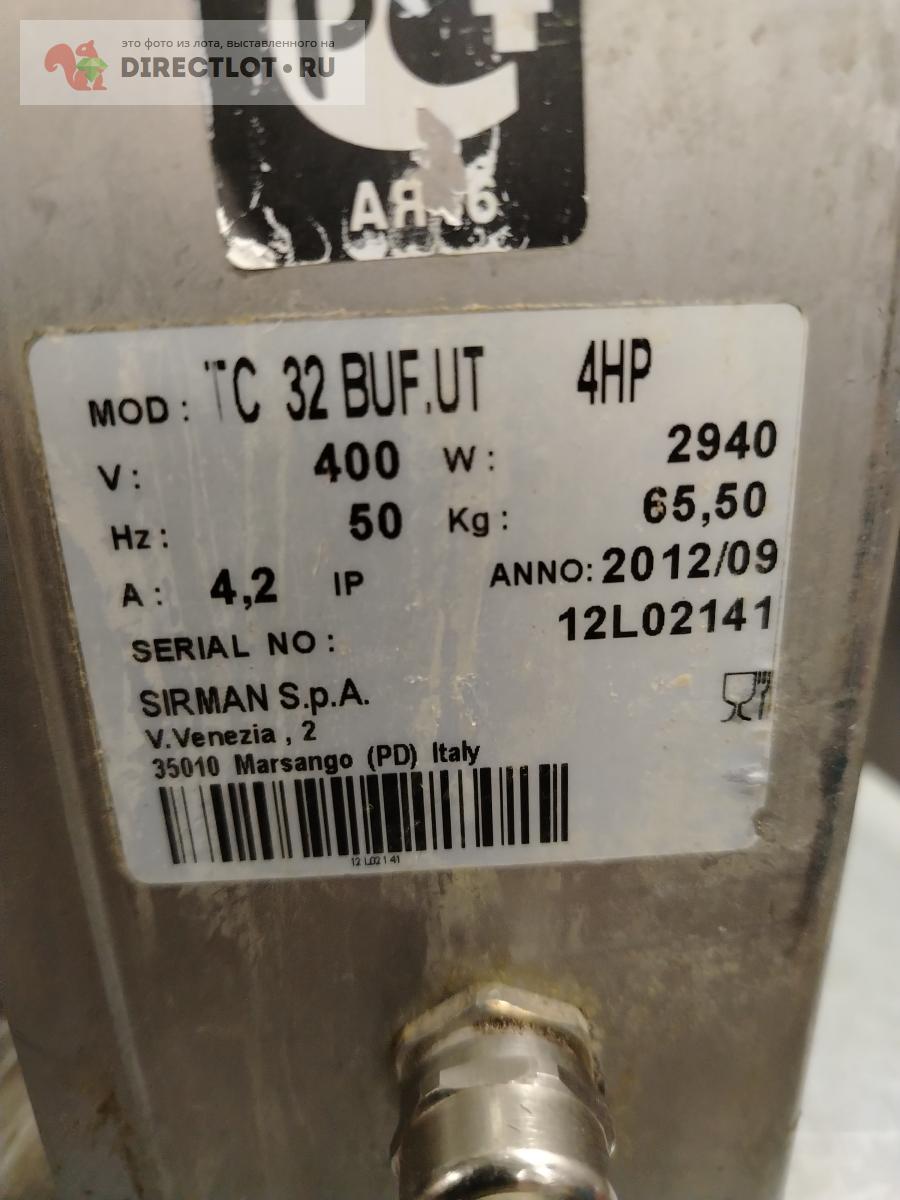 это фото из лота, выставленного на
DIRECTLOT.RU
MOD: TC 32 BUF.UT 4HP
V: 400 W: 2940
Hz: 50 Kg: 65,50
A: 4,2 IP ANNO: 2012/09
SERIAL NO: 12L02141
SIRMAN S.p.A.
V.Venezia, 2
35010 Marsango (PD) Italy
12L02141